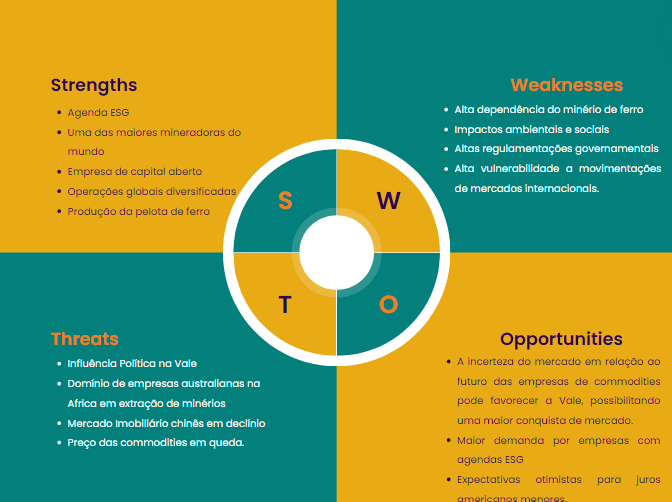 Strengths
• Agenda ESG
• Uma das maiores mineradoras do
mundo
• Empresa de capital aberto
• Operações globais diversificadas
• Produção da pelota de ferro
Weaknesses
• Alta dependência do minério de ferro
• Impactos ambientais e sociais
• Altas regulamentações governamentais
• Alta vulnerabilidade a movimentações
de mercados internacionais.
S
W
T
O
Threats
• Influência Política na Vale
• Domínio de empresas australianas na
Africa em extração de minérios
• Mercado Imobiliário chinês em declínio
• Preço das commodities em queda.
Opportunities
• A incerteza do mercado em relação ao
futuro das empresas de commodities
pode favorecer a Vale, possibilitando
uma maior conquista de mercado.
• Maior demanda por empresas com
agendas ESG
• Expectativas otimistas para juros
americanos menores.